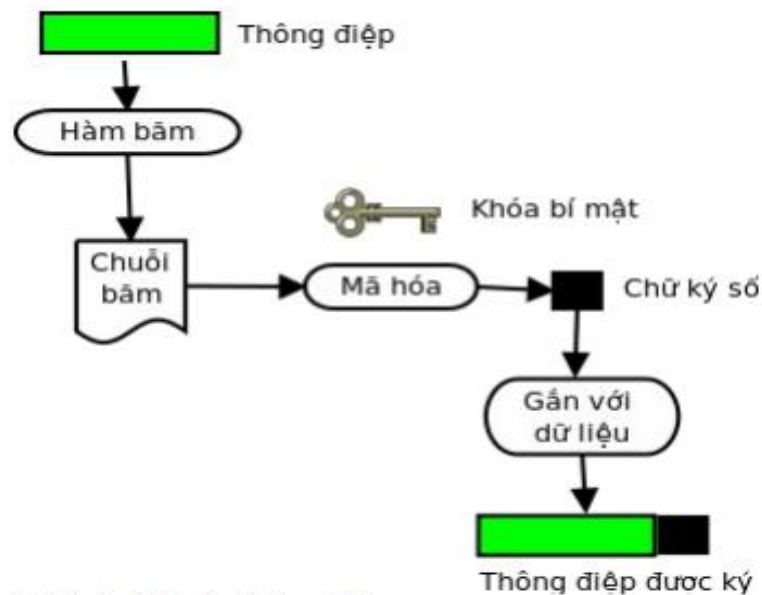 Thông điệp
Hàm băm
Khóa bí mật
Chuỗi
băm
Mã hóa
Chữ ký số
Gắn với
dữ liệu
Thông điệp được ký